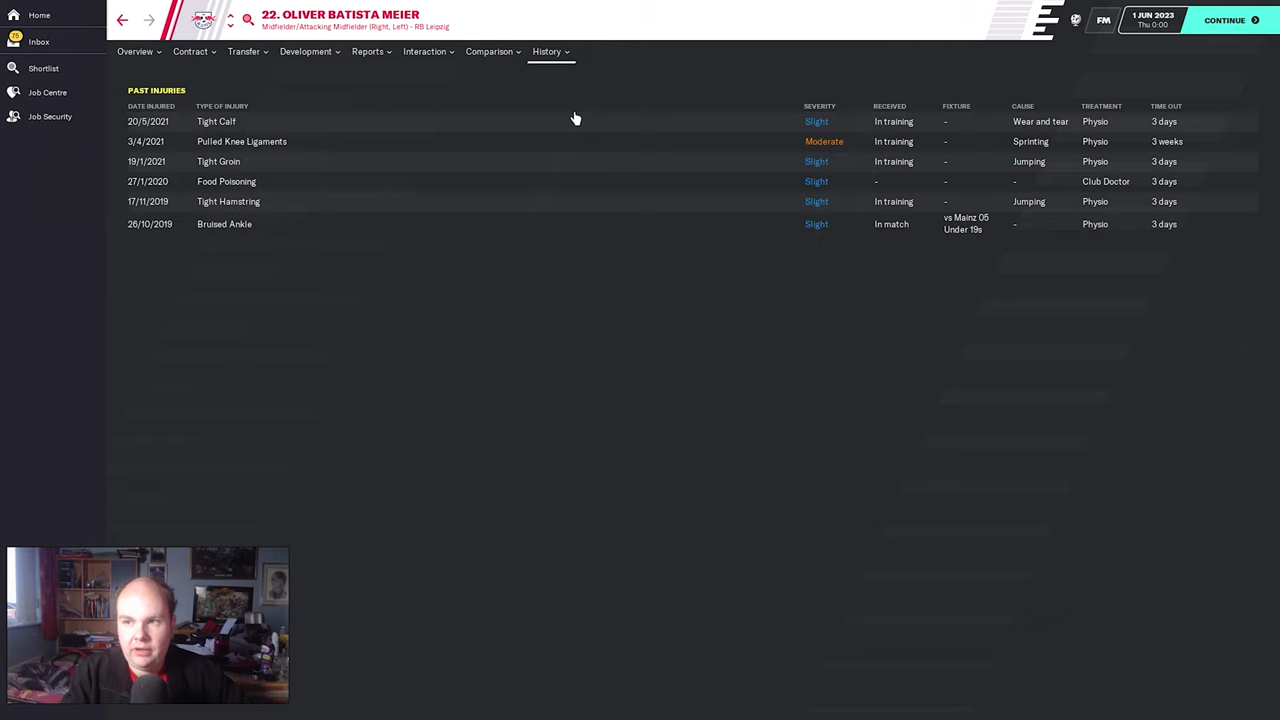 Home
75
Inbox
Shortlist
Job Centre
Job Security
22. OLIVER BATISTA MEIER
Midfielder/Attacking Midfielder (Right, Left) - RB Leipzig
FM
1 JUN 2023
Thu 0:00
CONTINUE
Overview Contract Transfer Development Reports Interaction Comparison History
PAST INJURIES
DATE INJURED TYPE OF INJURY SEVERITY RECEIVED FIXTURE CAUSE TREATMENT TIME OUT
20/5/2021 Tight Calf Slight In training - Wear and tear Physio 3 days
3/4/2021 Pulled Knee Ligaments Moderate In training - Sprinting Physio 3 weeks
19/1/2021 Tight Groin Slight In training - Jumping Physio 3 days
27/1/2020 Food Poisoning Slight - - - Club Doctor 3 days
17/11/2019 Tight Hamstring Slight In training - Jumping Physio 3 days
26/10/2019 Bruised Ankle Slight In match vs Mainz 05 Under 19s - Physio 3 days